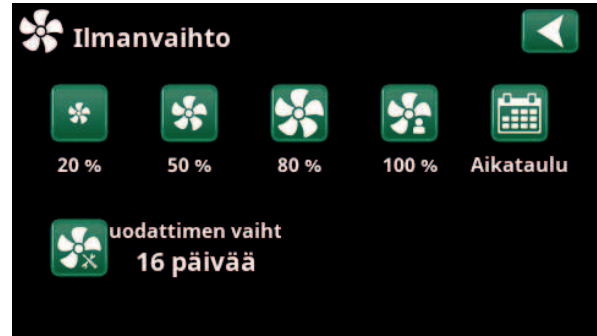 Ilmanvaihto
20 % 50 % 80 % 100 % Aikataulu
uodattimen vaiht
16 päivää